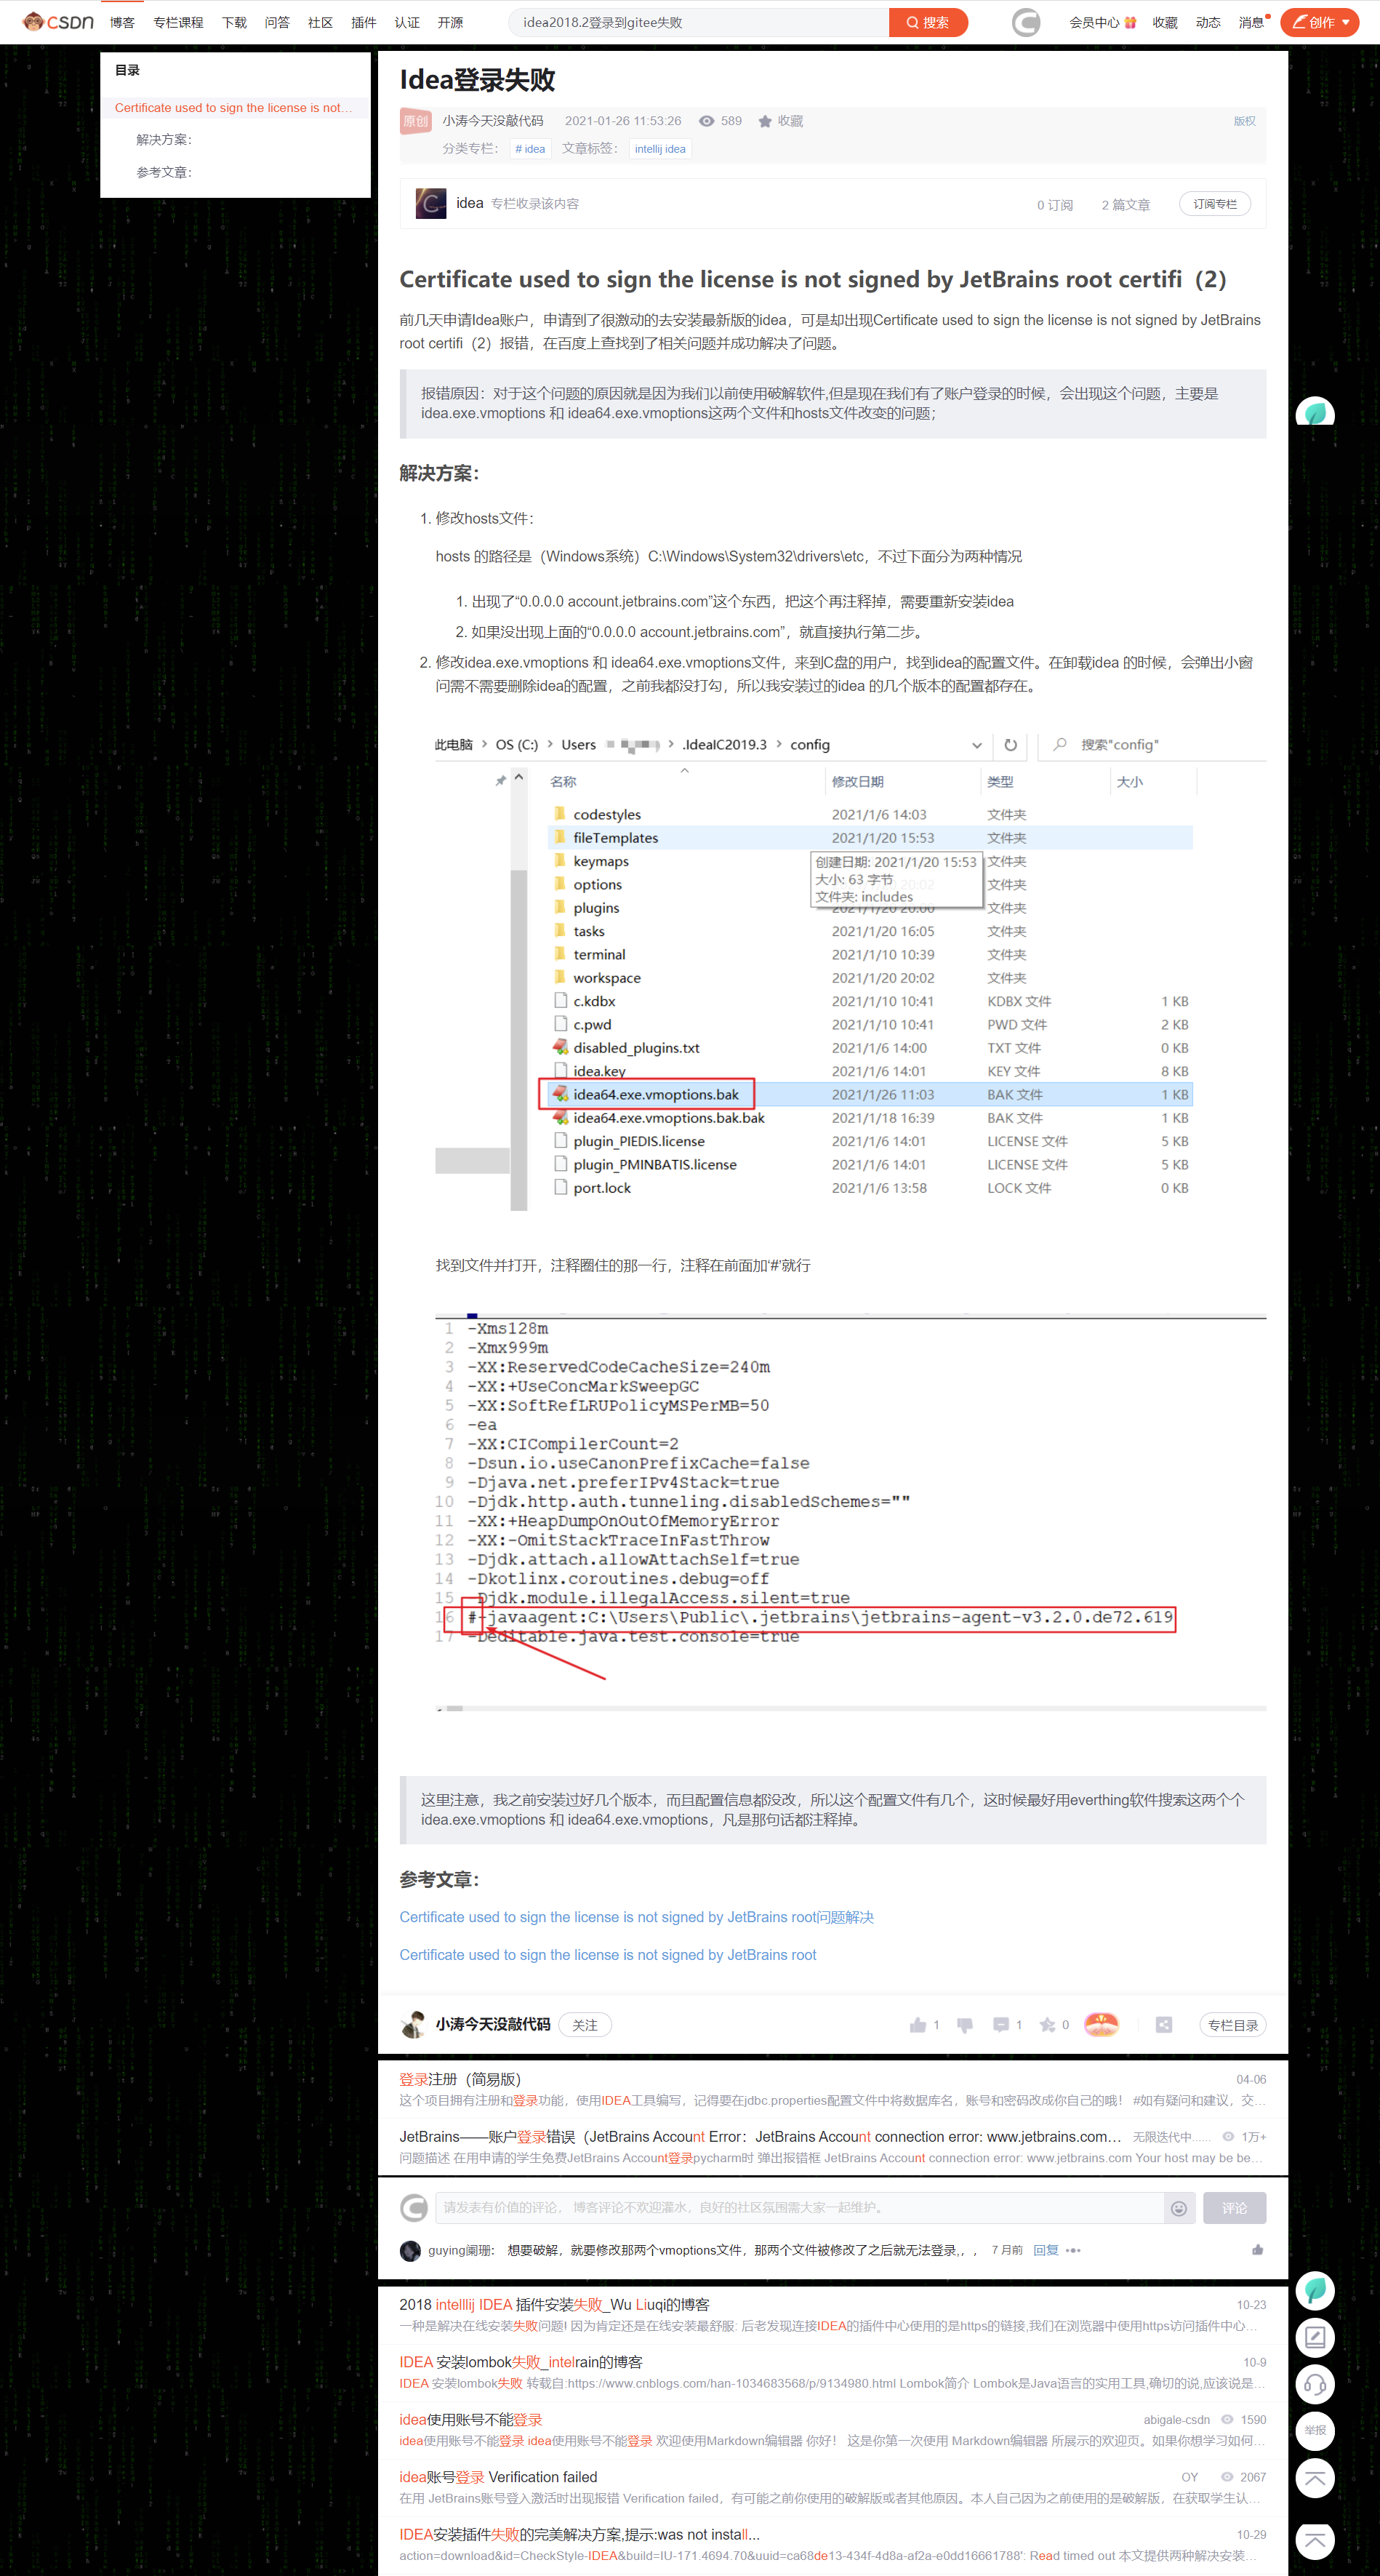 CSDN 博客 专栏课程 下载 问答 社区 插件 认证 开源 idea2018.2登录到gitee失败 搜索 会员中心 收藏 动态 消息 创作
目录
Certificate used to sign the license is not...
解决方案：
参考文章：
Idea登录失败
原创 小涛今天没敲代码 2021-01-26 11:53:26 589 收藏 版权
分类专栏： # idea 文章标签： intellij idea
idea 专栏收录该内容 0 订阅 2 篇文章 订阅专栏
Certificate used to sign the license is not signed by JetBrains root certifi（2）
前几天申请Idea账户，申请到了很激动的去安装最新版的idea，可是却出现Certificate used to sign the license is not signed by JetBrains
root certifi（2）报错，在百度上查找到了相关问题并成功解决了问题。
报错原因：对于这个问题的原因就是因为我们以前使用破解软件,但是现在我们有了账户登录的时候，会出现这个问题，主要是
idea.exe.vmoptions 和 idea64.exe.vmoptions这两个文件和hosts文件改变的问题；
解决方案：
1. 修改hosts文件：
hosts 的路径是（Windows系统）C:\Windows\System32\drivers\etc，不过下面分为两种情况
1. 出现了“0.0.0.0 account.jetbrains.com”这个东西，把这个再注释掉，需要重新安装idea
2. 如果没出现上面的“0.0.0.0 account.jetbrains.com”，就直接执行第二步。
2. 修改idea.exe.vmoptions 和 idea64.exe.vmoptions文件，来到C盘的用户，找到idea的配置文件。在卸载idea 的时候，会弹出小窗
问需不需要删除idea的配置，之前我都没打勾，所以我安装过的idea 的几个版本的配置都存在。
此电脑 > OS (C:) > Users > .IdeaIC2019.3 > config 搜索"config"
名称 修改日期 类型 大小
codestyles 2021/1/6 14:03 文件夹
fileTemplates 2021/1/20 15:53 文件夹
keymaps 创建日期: 2021/1/20 15:53 文件夹
options 大小: 63 字节 文件夹
文件夹: includes
plugins 2021/1/20 20:00 文件夹
tasks 2021/1/20 16:05 文件夹
terminal 2021/1/10 10:39 文件夹
workspace 2021/1/20 20:02 文件夹
c.kdbx 2021/1/10 10:41 KDBX 文件 1 KB
c.pwd 2021/1/10 10:41 PWD 文件 2 KB
disabled_plugins.txt 2021/1/6 14:00 TXT 文件 0 KB
idea.key 2021/1/6 14:01 KEY 文件 8 KB
idea64.exe.vmoptions.bak 2021/1/26 11:03 BAK 文件 1 KB
idea64.exe.vmoptions.bak.bak 2021/1/18 16:39 BAK 文件 1 KB
plugin_PIEDIS.license 2021/1/6 14:01 LICENSE 文件 5 KB
plugin_PMINBATIS.license 2021/1/6 14:01 LICENSE 文件 5 KB
port.lock 2021/1/6 13:58 LOCK 文件 0 KB
找到文件并打开，注释圈住的那一行，注释在前面加'#'就行
1 -Xms128m
2 -Xmx999m
3 -XX:ReservedCodeCacheSize=240m
4 -XX:+UseConcMarkSweepGC
5 -XX:SoftRefLRUPolicyMSPerMB=50
6 -ea
7 -XX:CICompilerCount=2
8 -Dsun.io.useCanonPrefixCache=false
9 -Djava.net.preferIPv4Stack=true
10 -Djdk.http.auth.tunneling.disabledSchemes=""
11 -XX:+HeapDumpOnOutOfMemoryError
12 -XX:-OmitStackTraceInFastThrow
13 -Djdk.attach.allowAttachSelf=true
14 -Dkotlinx.coroutines.debug=off
15 -Djdk.module.illegalAccess.silent=true
16 #-javaagent:C:\Users\Public\.jetbrains\jetbrains-agent-v3.2.0.de72.619
17 -Deditable.java.test.console=true
这里注意，我之前安装过好几个版本，而且配置信息都没改，所以这个配置文件有几个，这时候最好用everthing软件搜索这两个个
idea.exe.vmoptions 和 idea64.exe.vmoptions，凡是那句话都注释掉。
参考文章：
Certificate used to sign the license is not signed by JetBrains root问题解决
Certificate used to sign the license is not signed by JetBrains root
小涛今天没敲代码 关注 1 1 0 专栏目录
登录注册（简易版） 04-06
这个项目拥有注册和登录功能，使用IDEA工具编写，记得要在jdbc.properties配置文件中将数据库名，账号和密码改成你自己的哦！ #如有疑问和建议，交...
JetBrains——账户登录错误（JetBrains Account Error：JetBrains Account connection error: www.jetbrains.com... 无限迭代中...... 1万+
问题描述 在用申请的学生免费JetBrains Account登录pycharm时 弹出报错框 JetBrains Account connection error: www.jetbrains.com Your host may be be...
请发表有价值的评论， 博客评论不欢迎灌水，良好的社区氛围需大家一起维护。 评论
guying阑珊： 想要破解，就要修改那两个vmoptions文件，那两个文件被修改了之后就无法登录，，， 7 月前 回复
2018 intelllij IDEA 插件安装失败_Wu Liuqi的博客 10-23
一种是解决在线安装失败问题I 因为肯定还是在线安装最舒服: 后老发现连接IDEA的插件中心使用的是https的链接,我们在浏览器中使用https访问插件中心...
IDEA 安装lombok失败_intelrain的博客 10-9
IDEA 安装lombok失败 转载自:https://www.cnblogs.com/han-1034683568/p/9134980.html Lombok简介 Lombok是Java语言的实用工具,确切的说,应该说是...
idea使用账号不能登录 abigale-csdn 1590
idea使用账号不能登录 idea使用账号不能登录 欢迎使用Markdown编辑器 你好！ 这是你第一次使用 Markdown编辑器 所展示的欢迎页。如果你想学习如何...
举报
idea账号登录 Verification failed OY 2067
在用 JetBrains账号登入激活时出现报错 Verification failed，有可能之前你使用的破解版或者其他原因。本人自己因为之前使用的是破解版，在获取学生认...
IDEA安装插件失败的完美解决方案,提示:was not install... 10-29
action=download&id=CheckStyle-IDEA&build=IU-171.4694.70&uuid=ca68de13-434f-4d8a-af2a-e0dd16661788': Read timed out 本文提供两种解决安装...